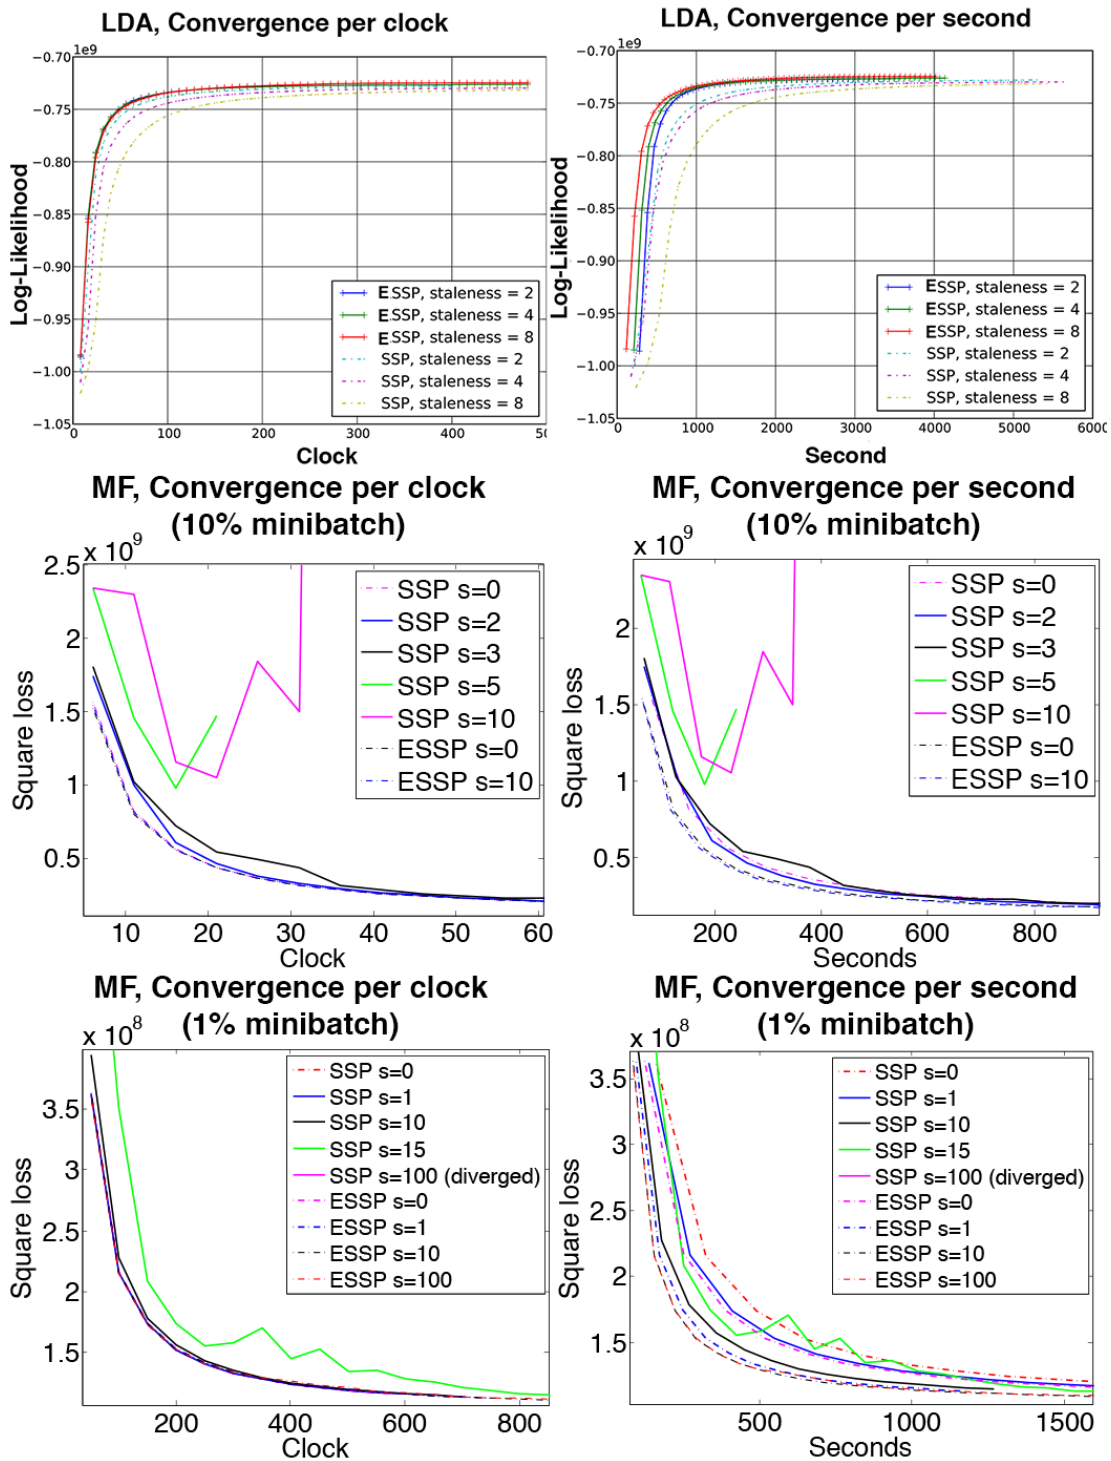 LDA, Convergence per clock
1e9
−0.70
−0.75
−0.80
−0.85
−0.90
−0.95
−1.00
−1.05
Log-Likelihood
ESSP, staleness = 2
ESSP, staleness = 4
ESSP, staleness = 8
SSP, staleness = 2
SSP, staleness = 4
SSP, staleness = 8
0 100 200 300 400 50
Clock
LDA, Convergence per second
1e9
−0.70
−0.75
−0.80
−0.85
−0.90
−0.95
−1.00
−1.05
Log-Likelihood
ESSP, staleness = 2
ESSP, staleness = 4
ESSP, staleness = 8
SSP, staleness = 2
SSP, staleness = 4
SSP, staleness = 8
0 1000 2000 3000 4000 5000 6000
Second
MF, Convergence per clock
(10% minibatch)
x 10^9
2.5
2
1.5
1
0.5
Square loss
SSP s=0
SSP s=2
SSP s=3
SSP s=5
SSP s=10
ESSP s=0
ESSP s=10
10 20 30 40 50 60
Clock
MF, Convergence per second
(10% minibatch)
x 10^9
2
1.5
1
0.5
Square loss
SSP s=0
SSP s=2
SSP s=3
SSP s=5
SSP s=10
ESSP s=0
ESSP s=10
200 400 600 800
Seconds
MF, Convergence per clock
(1% minibatch)
x 10^8
3.5
3
2.5
2
1.5
Square loss
SSP s=0
SSP s=1
SSP s=10
SSP s=15
SSP s=100 (diverged)
ESSP s=0
ESSP s=1
ESSP s=10
ESSP s=100
200 400 600 800
Clock
MF, Convergence per second
(1% minibatch)
x 10^8
3.5
3
2.5
2
1.5
Square loss
SSP s=0
SSP s=1
SSP s=10
SSP s=15
SSP s=100 (diverged)
ESSP s=0
ESSP s=1
ESSP s=10
ESSP s=100
500 1000 1500
Seconds